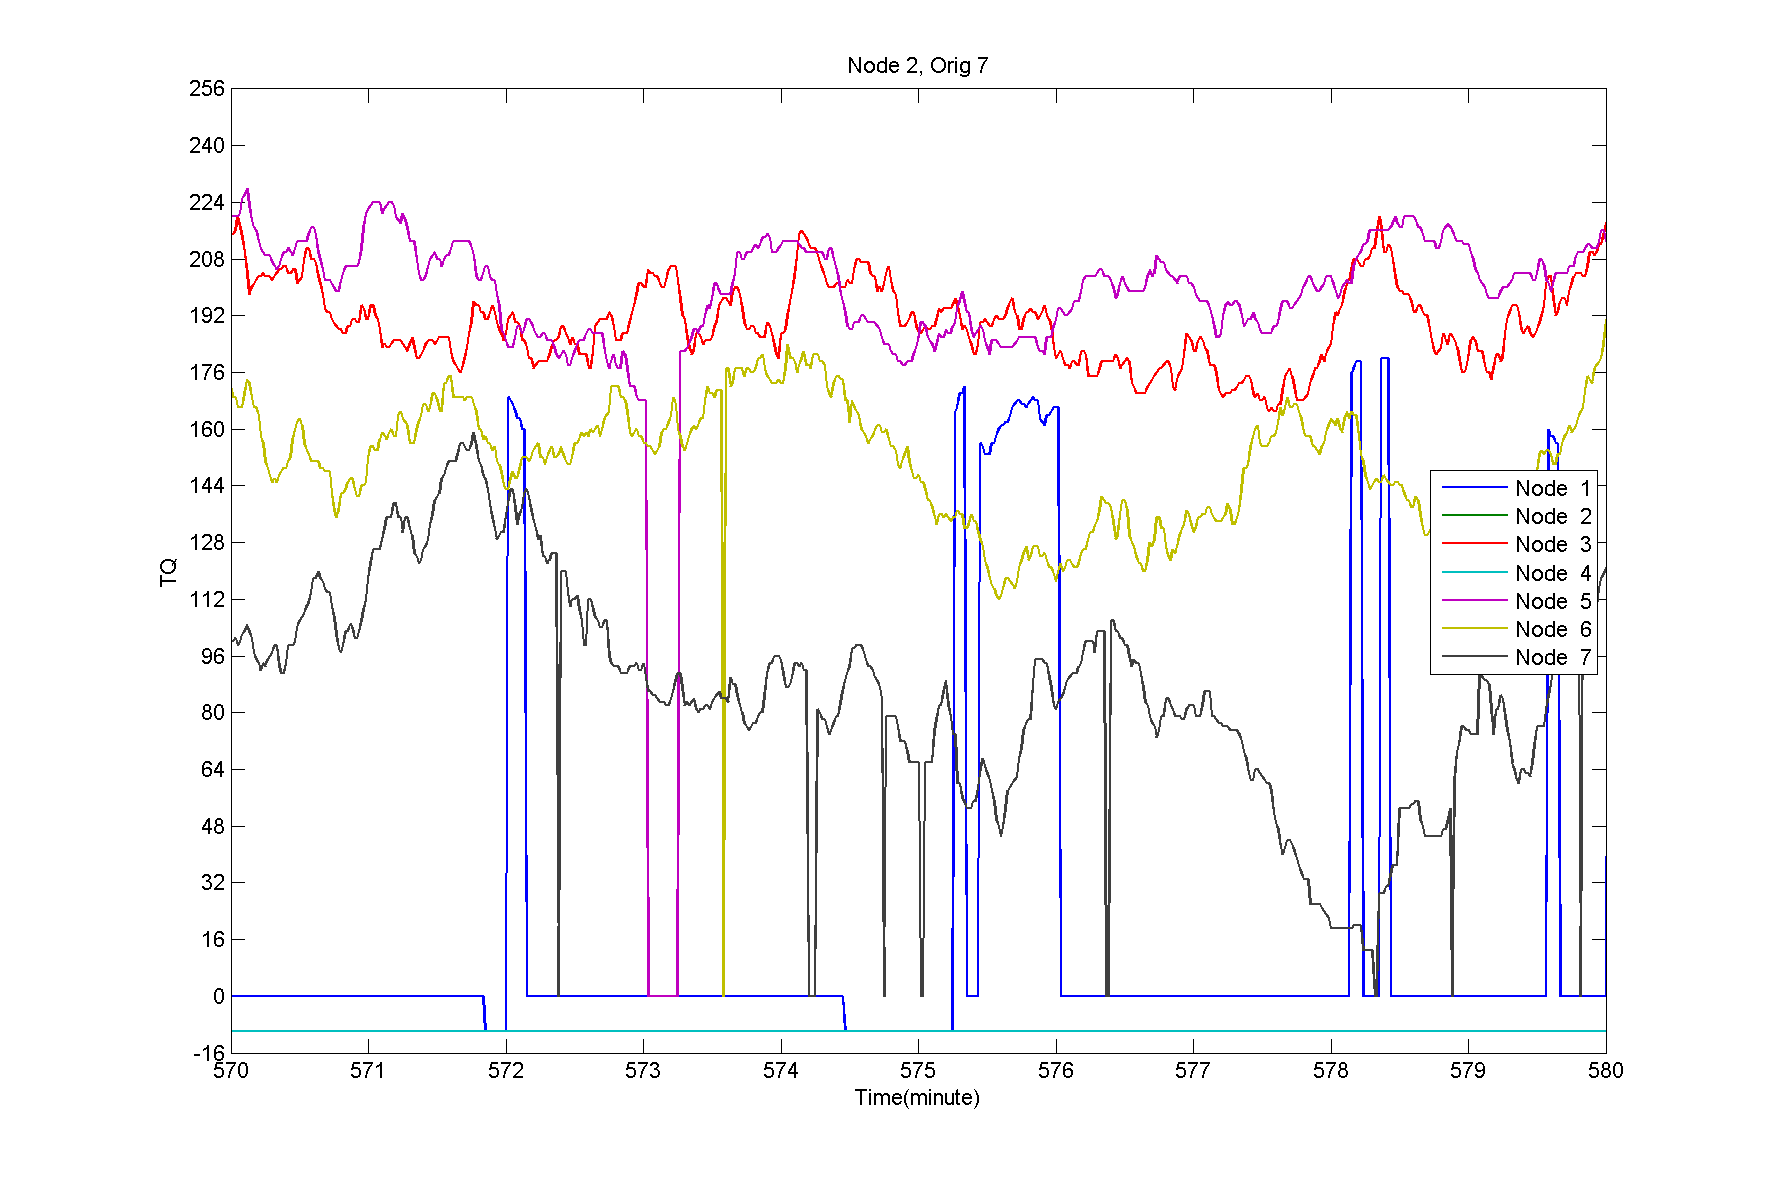 Node 2, Orig 7
256
240
224
208
192
176
160
144
128
112
96
80
64
48
32
16
0
-16
TQ
Node 1
Node 2
Node 3
Node 4
Node 5
Node 6
Node 7
570 571 572 573 574 575 576 577 578 579 580
Time(minute)